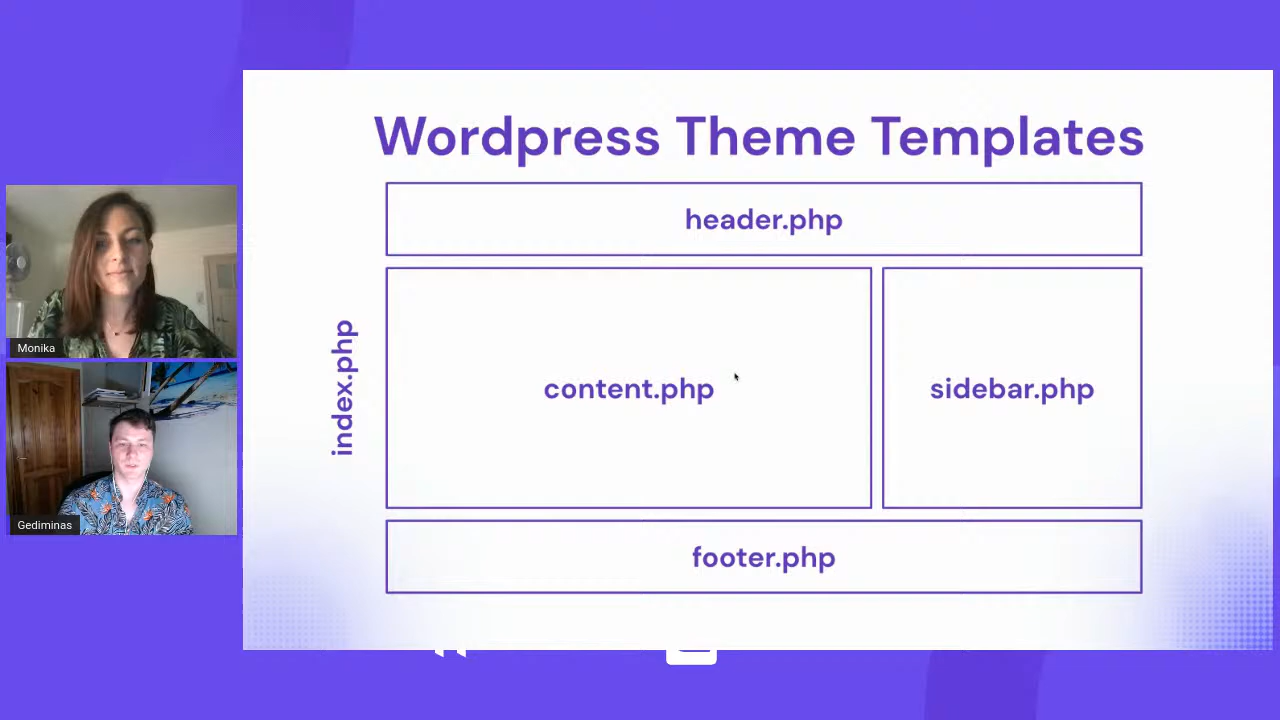 Wordpress Theme Templates
header.php
index.php
content.php
sidebar.php
footer.php
Monika
Gediminas